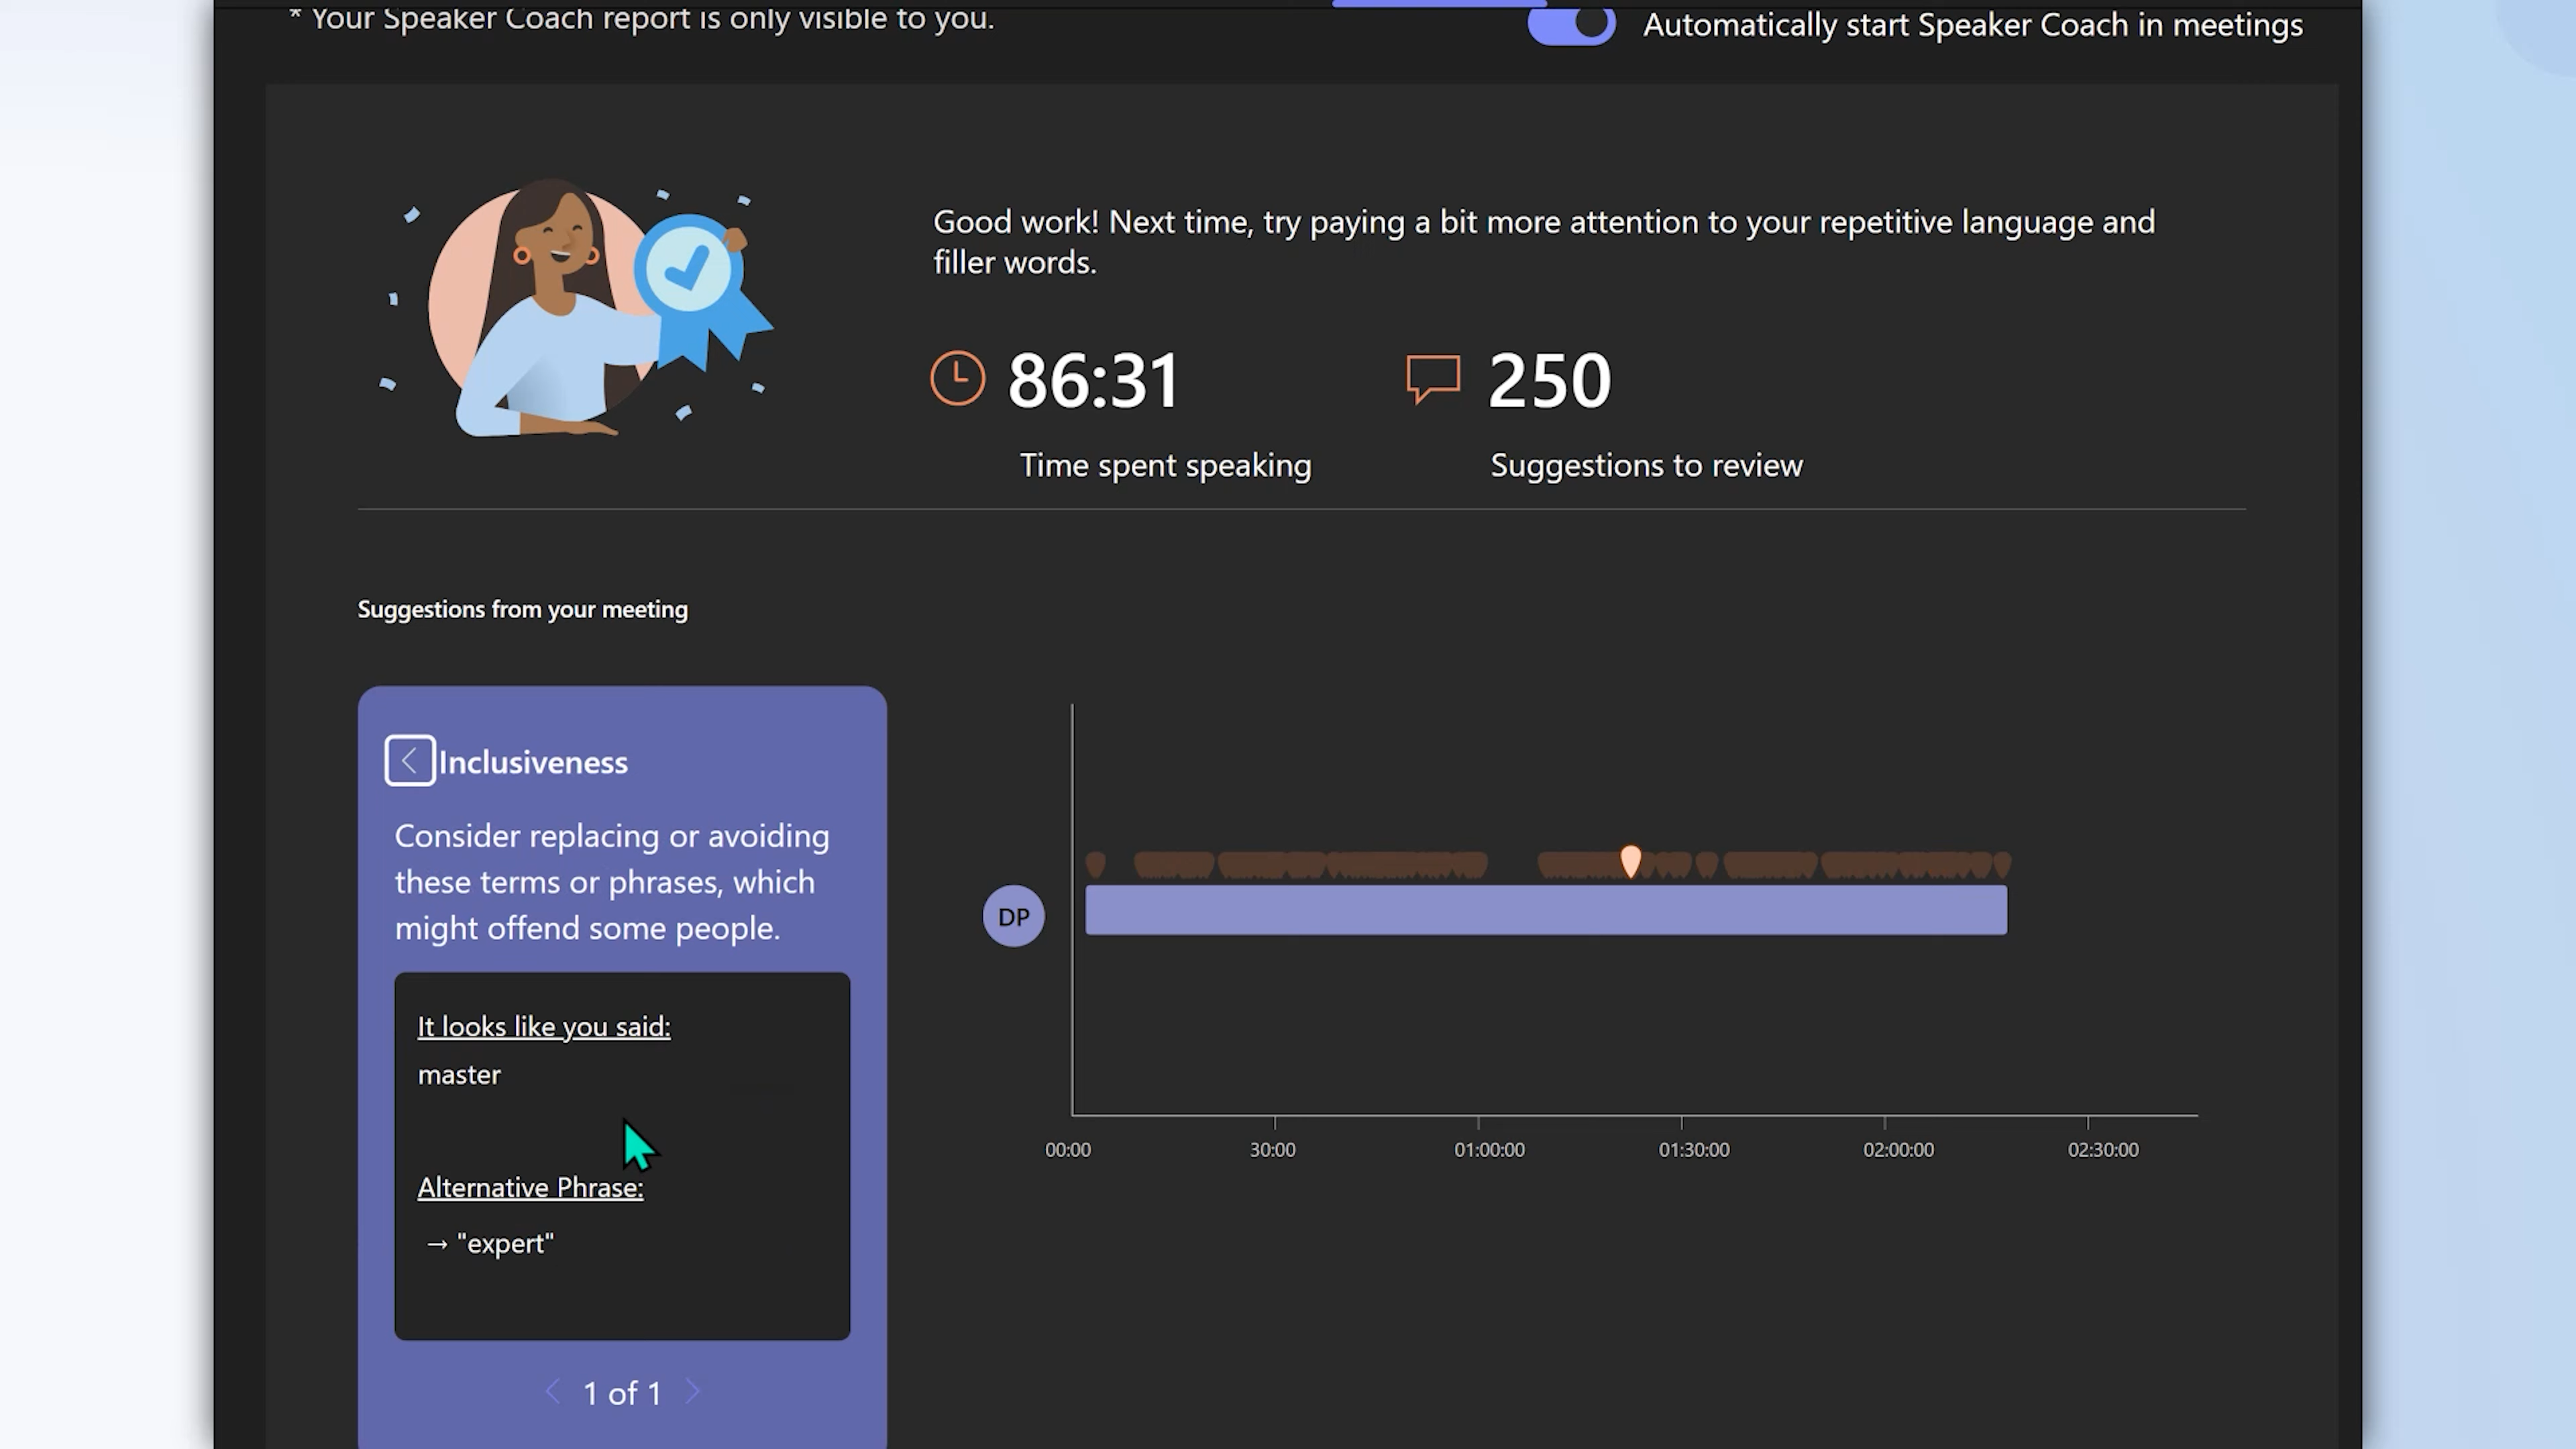 * Your Speaker Coach report is only visible to you.
Automatically start Speaker Coach in meetings
Good work! Next time, try paying a bit more attention to your repetitive language and
filler words.
86:31
Time spent speaking
250
Suggestions to review
Suggestions from your meeting
Inclusiveness
Consider replacing or avoiding
these terms or phrases, which
might offend some people.
It looks like you said:
master
Alternative Phrase:
→ "expert"
1 of 1
DP
00:00
30:00
01:00:00
01:30:00
02:00:00
02:30:00